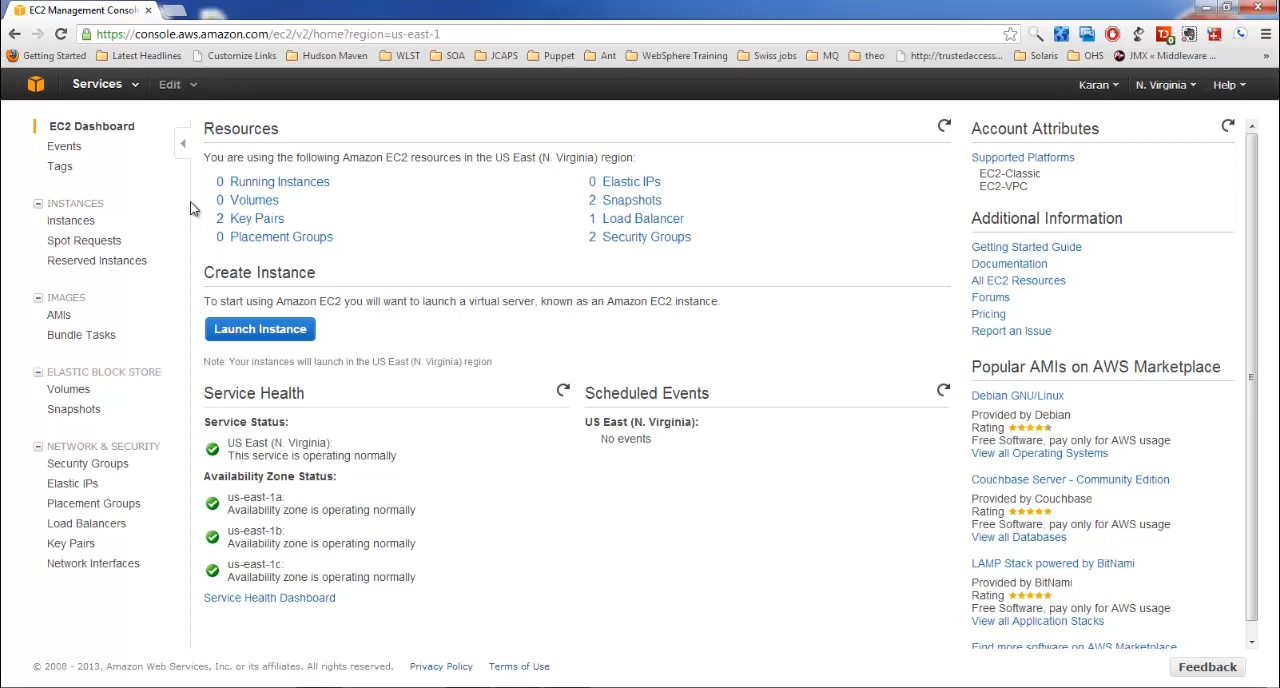 EC2 Management Consol
https://console.aws.amazon.com/ec2/v2/home?region=us-east-1
Getting Started Latest Headlines Customize Links Hudson Maven WLST SOA JCAPS Puppet Ant WebSphere Training Swiss jobs MQ theo http://trustedaccess... Solaris OHS JMX « Middleware ... »
Services Edit Karan N. Virginia Help
EC2 Dashboard
Events
Tags
INSTANCES
Instances
Spot Requests
Reserved Instances
IMAGES
AMIs
Bundle Tasks
ELASTIC BLOCK STORE
Volumes
Snapshots
NETWORK & SECURITY
Security Groups
Elastic IPs
Placement Groups
Load Balancers
Key Pairs
Network Interfaces
Resources
You are using the following Amazon EC2 resources in the US East (N. Virginia) region:
0 Running Instances 0 Elastic IPs
0 Volumes 2 Snapshots
2 Key Pairs 1 Load Balancer
0 Placement Groups 2 Security Groups
Create Instance
To start using Amazon EC2 you will want to launch a virtual server, known as an Amazon EC2 instance.
Launch Instance
Note: Your instances will launch in the US East (N. Virginia) region
Service Health
Service Status:
US East (N. Virginia):
This service is operating normally
Availability Zone Status:
us-east-1a:
Availability zone is operating normally
us-east-1b:
Availability zone is operating normally
us-east-1c:
Availability zone is operating normally
Service Health Dashboard
Scheduled Events
US East (N. Virginia):
No events
Account Attributes
Supported Platforms
EC2-Classic
EC2-VPC
Additional Information
Getting Started Guide
Documentation
All EC2 Resources
Forums
Pricing
Report an Issue
Popular AMIs on AWS Marketplace
Debian GNU/Linux
Provided by Debian
Rating
Free Software, pay only for AWS usage
View all Operating Systems
Couchbase Server - Community Edition
Provided by Couchbase
Rating
Free Software, pay only for AWS usage
View all Databases
LAMP Stack powered by BitNami
Provided by BitNami
Rating
Free Software, pay only for AWS usage
View all Application Stacks
Find more software on AWS Marketplace
© 2008 - 2013, Amazon Web Services, Inc. or its affiliates. All rights reserved. Privacy Policy Terms of Use
Feedback